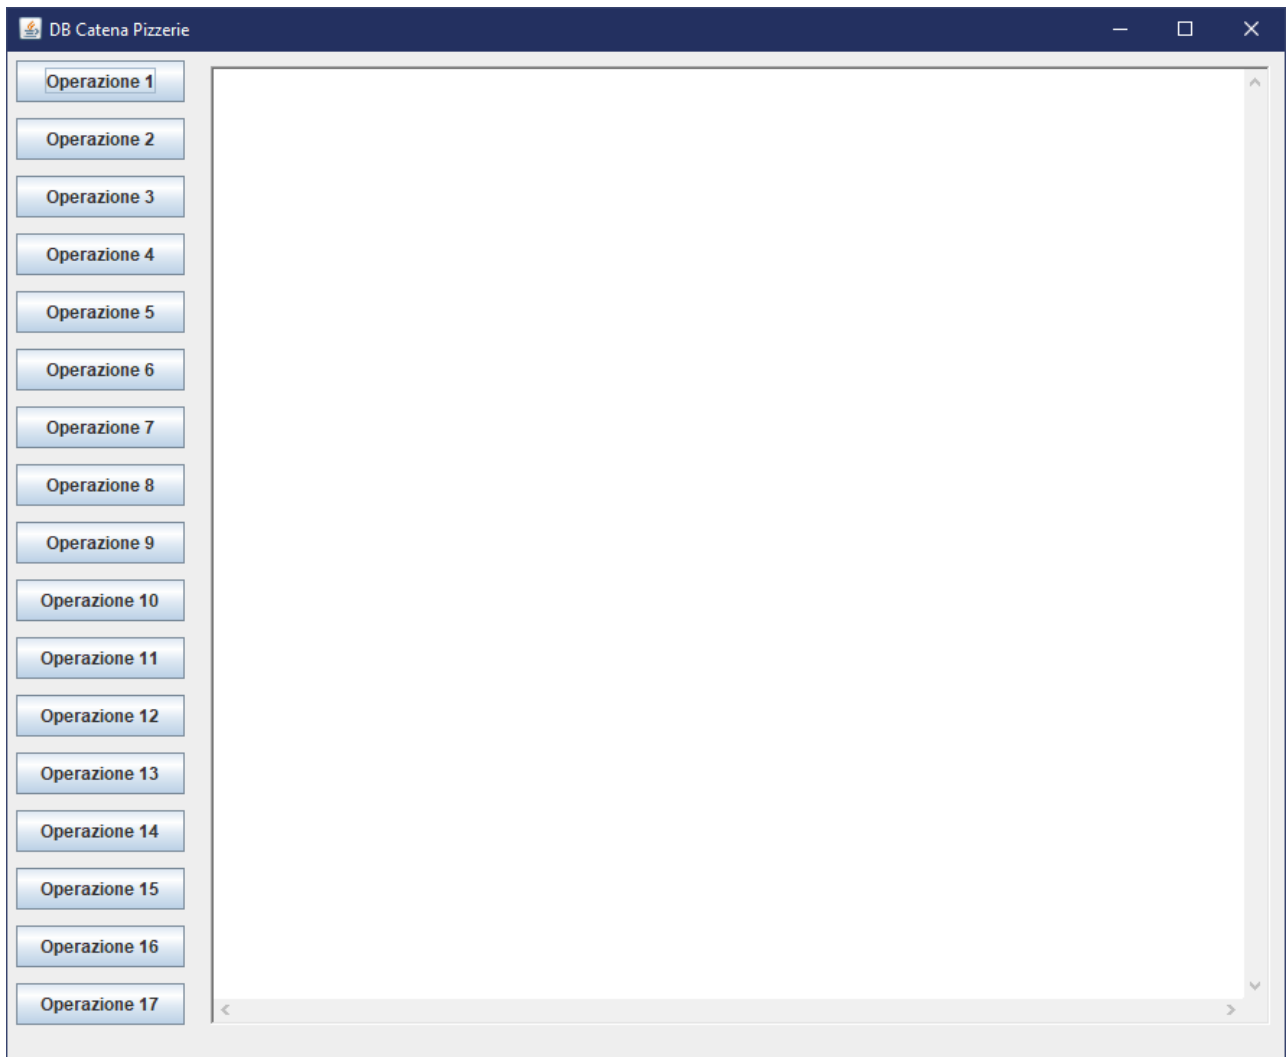 DB Catena Pizzerie
Operazione 1
Operazione 2
Operazione 3
Operazione 4
Operazione 5
Operazione 6
Operazione 7
Operazione 8
Operazione 9
Operazione 10
Operazione 11
Operazione 12
Operazione 13
Operazione 14
Operazione 15
Operazione 16
Operazione 17